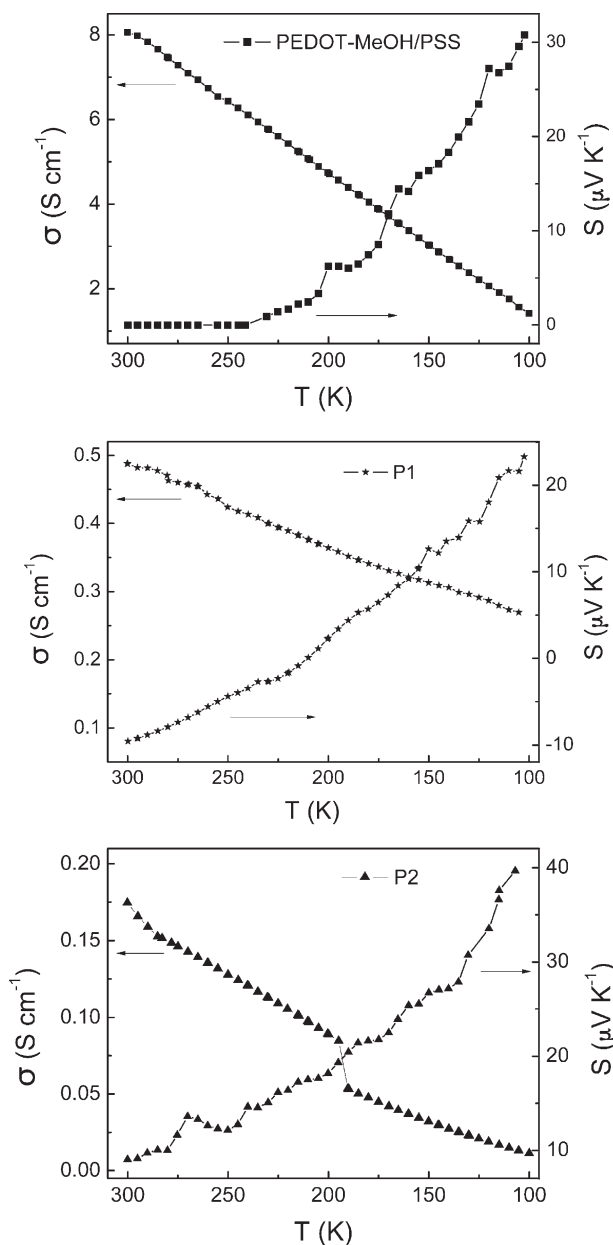 PEDOT-MeOH/PSS
8
6
4
2
σ (S cm⁻¹)
30
20
10
0
S (μV K⁻¹)
300 250 200 150 100
T (K)
P1
0.5
0.4
0.3
0.2
0.1
σ (S cm⁻¹)
20
10
0
-10
S (μV K⁻¹)
300 250 200 150 100
T (K)
P2
0.20
0.15
0.10
0.05
0.00
σ (S cm⁻¹)
40
30
20
10
S (μV K⁻¹)
300 250 200 150 100
T (K)